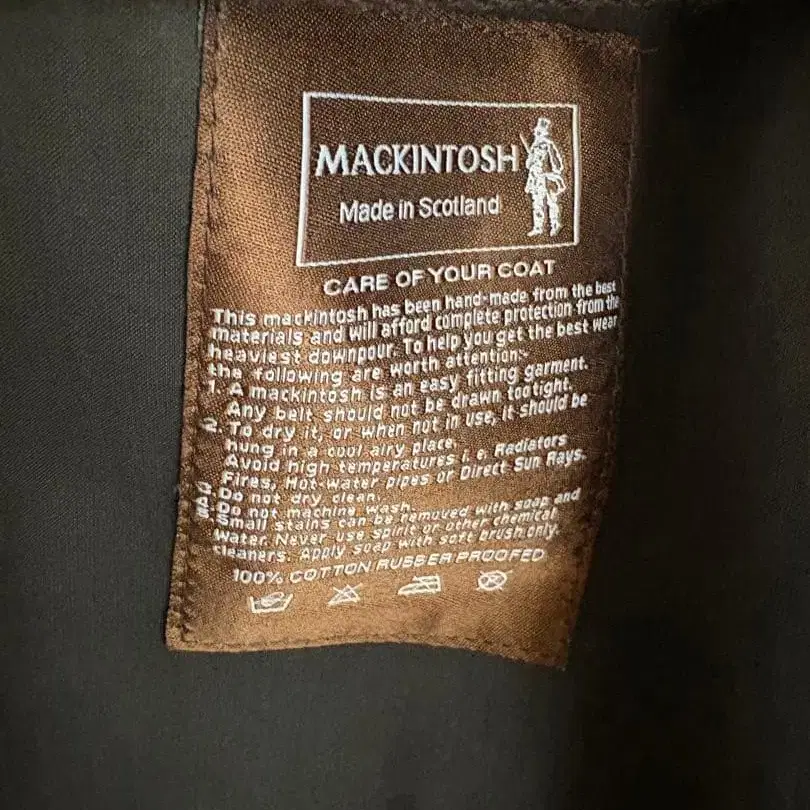 MACKINTOSH
Made in Scotland
CARE OF YOUR COAT
This mackintosh has been hand-made from the best
materials and will afford complete protection from the
heaviest downpour. To help you get the best wear
the following are worth attention:-
1. A mackintosh is an easy fitting garment.
Any belt should not be drawn too tight.
2. To dry it, or when not in use, it should be
hung in a cool airy place.
Avoid high temperatures i.e. Radiators
Fires, Hot-water pipes or Direct Sun Rays.
3. Do not dry clean.
4. Do not machine wash.
5. Small stains can be removed with soap and
water. Never use spirit or other chemical
cleaners. Apply soap with soft brush only.
100% COTTON RUBBER PROOFED